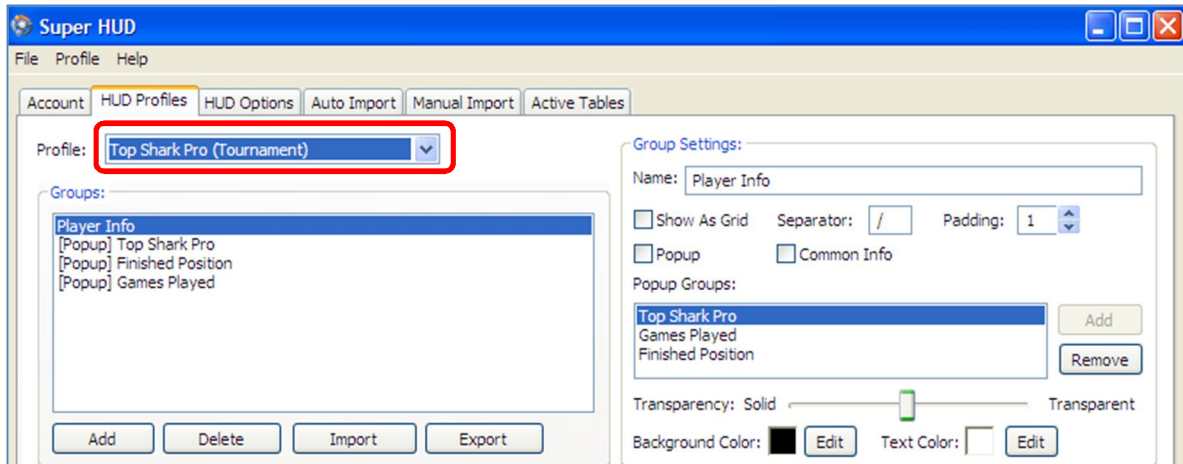 Super HUD
File Profile Help
Account HUD Profiles HUD Options Auto Import Manual Import Active Tables
Profile: Top Shark Pro (Tournament)
Groups:
Player Info
[Popup] Top Shark Pro
[Popup] Finished Position
[Popup] Games Played
Add Delete Import Export
Group Settings:
Name: Player Info
Show As Grid Separator: / Padding: 1
Popup Common Info
Popup Groups:
Top Shark Pro
Games Played
Finished Position
Add
Remove
Transparency: Solid Transparent
Background Color: Edit Text Color: Edit